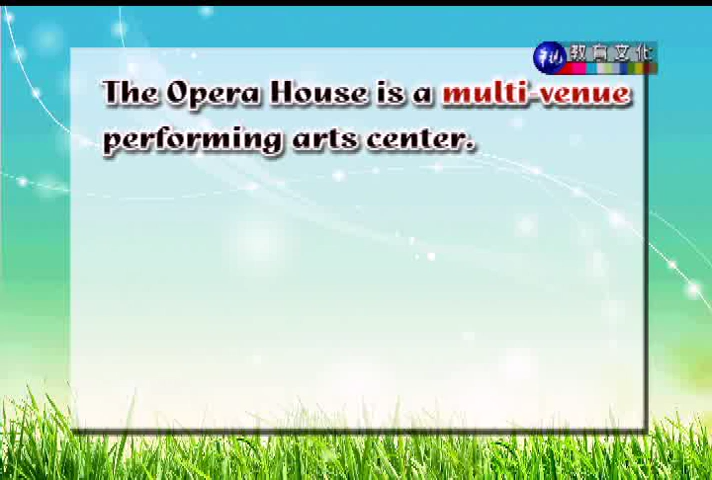 教育文化
The Opera House is a multi-venue
performing arts center.